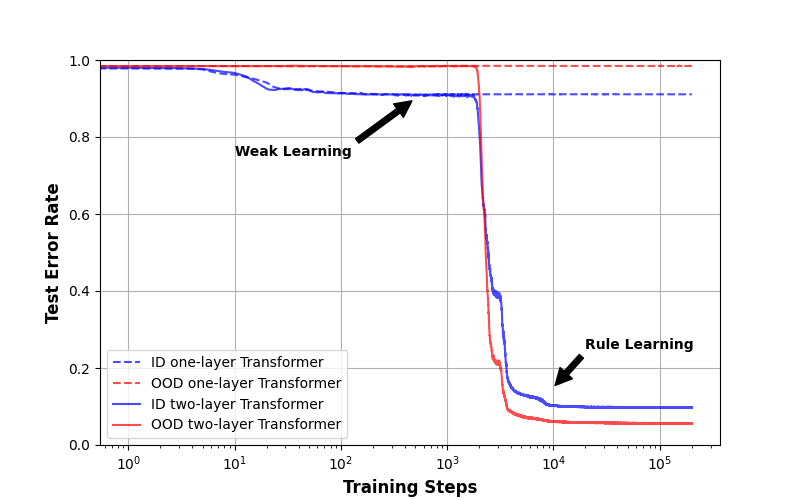 1.0
0.8
0.6
0.4
0.2
0.0
Test Error Rate
Weak Learning
Rule Learning
ID one-layer Transformer
OOD one-layer Transformer
ID two-layer Transformer
OOD two-layer Transformer
10⁰ 10¹ 10² 10³ 10⁴ 10⁵
Training Steps